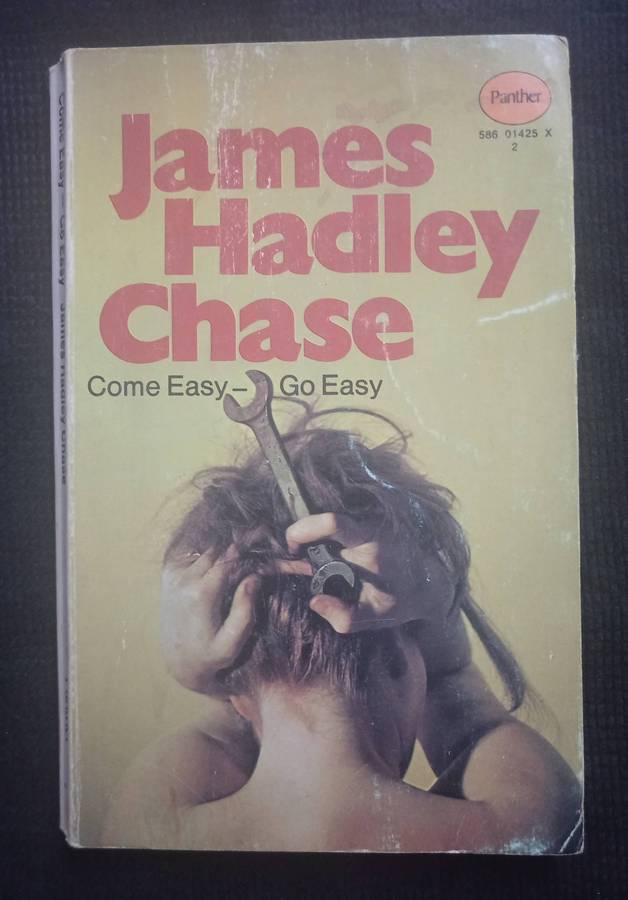 Panther
586 01425 X
2
James
Hadley
Chase
Come Easy – Go Easy
Come Easy – Go Easy James Hadley Chase